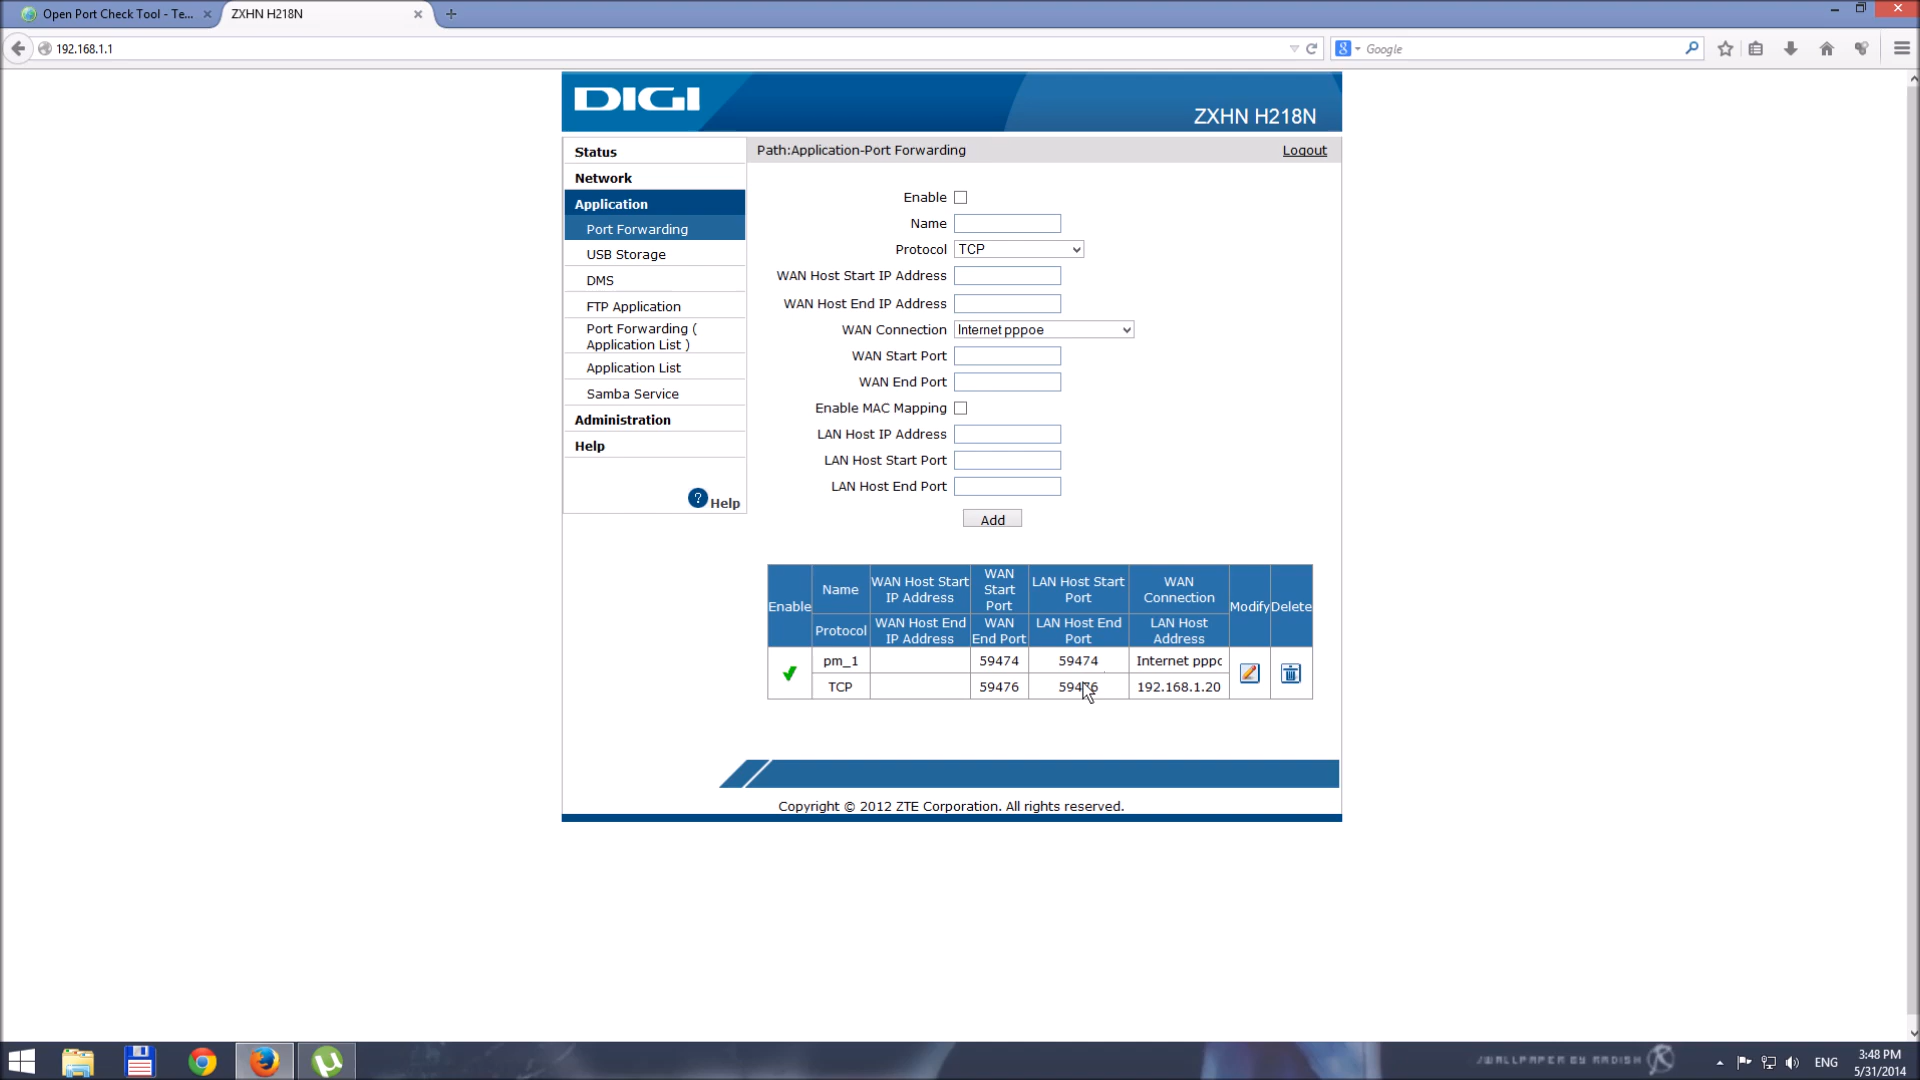 Open Port Check Tool - Te...
ZXHN H218N
192.168.1.1
Google
DIGI
ZXHN H218N
Path:Application-Port Forwarding
Logout
Status
Network
Application
Port Forwarding
USB Storage
DMS
FTP Application
Port Forwarding (
Application List )
Application List
Samba Service
Administration
Help
? Help
Enable
Name
Protocol TCP
WAN Host Start IP Address
WAN Host End IP Address
WAN Connection Internet pppoe
WAN Start Port
WAN End Port
Enable MAC Mapping
LAN Host IP Address
LAN Host Start Port
LAN Host End Port
Add
Enable
Name
Protocol
WAN Host Start
IP Address
WAN Host End
IP Address
WAN
Start
Port
WAN
End Port
LAN Host Start
Port
LAN Host End
Port
WAN
Connection
LAN Host
Address
Modify
Delete
pm_1 59474 59474 Internet pppo
TCP 59476 59476 192.168.1.20
Copyright © 2012 ZTE Corporation. All rights reserved.
WALLPAPER BY RADISH
ENG
3:48 PM
5/31/2014